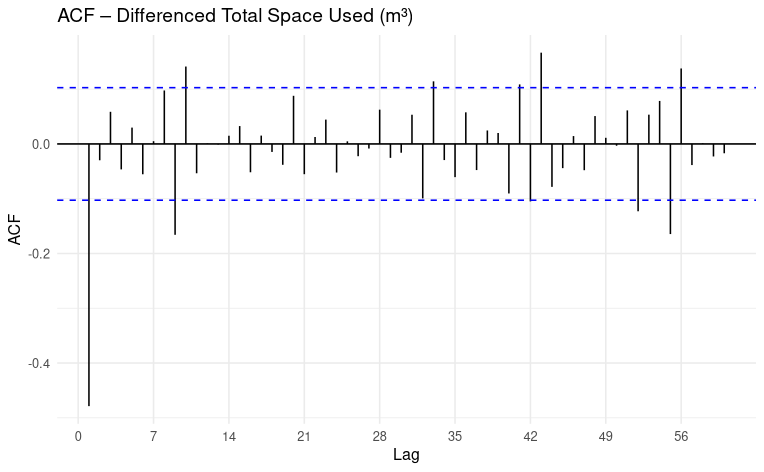 ACF – Differenced Total Space Used (m³)
0.0
-0.2
-0.4
ACF
0 7 14 21 28 35 42 49 56
Lag